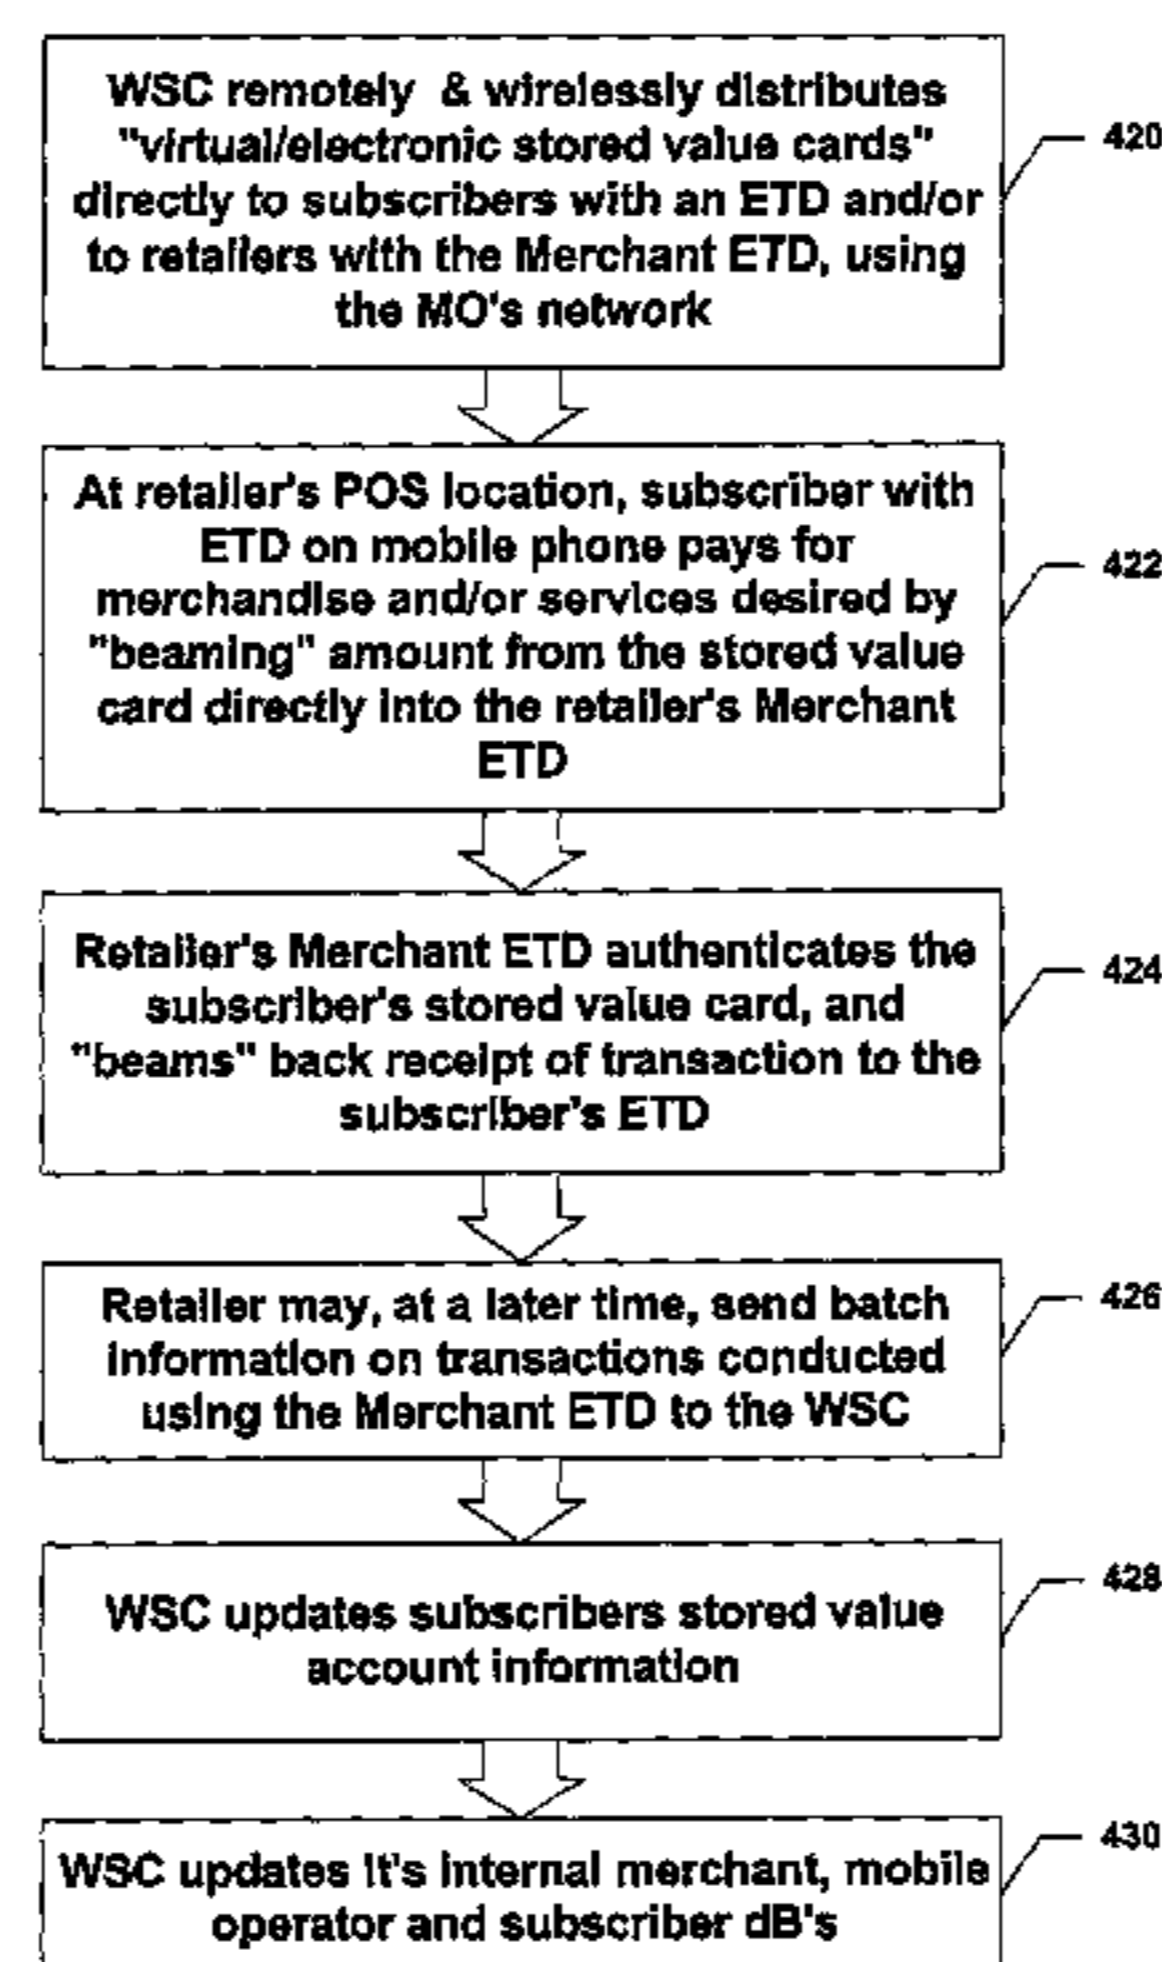 WSC remotely & wirelessly distributes
"virtual/electronic stored value cards"
directly to subscribers with an ETD and/or
to retailers with the Merchant ETD, using
the MO's network
420
At retailer's POS location, subscriber with
ETD on mobile phone pays for
merchandise and/or services desired by
"beaming" amount from the stored value
card directly into the retailer's Merchant
ETD
422
Retailer's Merchant ETD authenticates the
subscriber's stored value card, and
"beams" back receipt of transaction to the
subscriber's ETD
424
Retailer may, at a later time, send batch
information on transactions conducted
using the Merchant ETD to the WSC
426
WSC updates subscribers stored value
account information
428
WSC updates it's internal merchant, mobile
operator and subscriber dB's
430